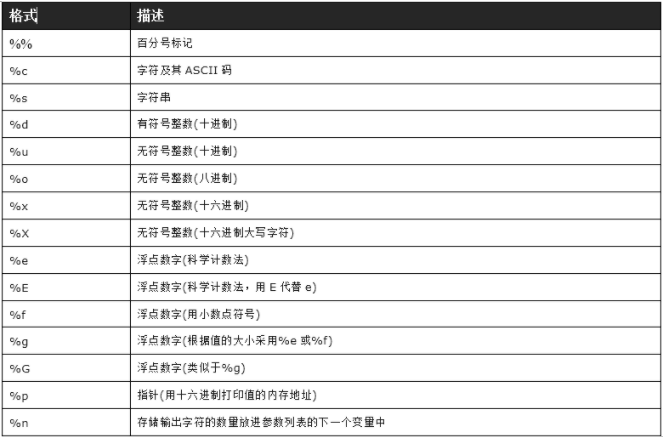 格式 描述
%% 百分号标记
%c 字符及其 ASCII 码
%s 字符串
%d 有符号整数(十进制)
%u 无符号整数(十进制)
%o 无符号整数(八进制)
%x 无符号整数(十六进制)
%X 无符号整数(十六进制大写字符)
%e 浮点数字(科学计数法)
%E 浮点数字(科学计数法，用 E 代替 e)
%f 浮点数字(用小数点符号)
%g 浮点数字(根据值的大小采用%e 或%f)
%G 浮点数字(类似于%g)
%p 指针(用十六进制打印值的内存地址)
%n 存储输出字符的数量放进参数列表的下一个变量中